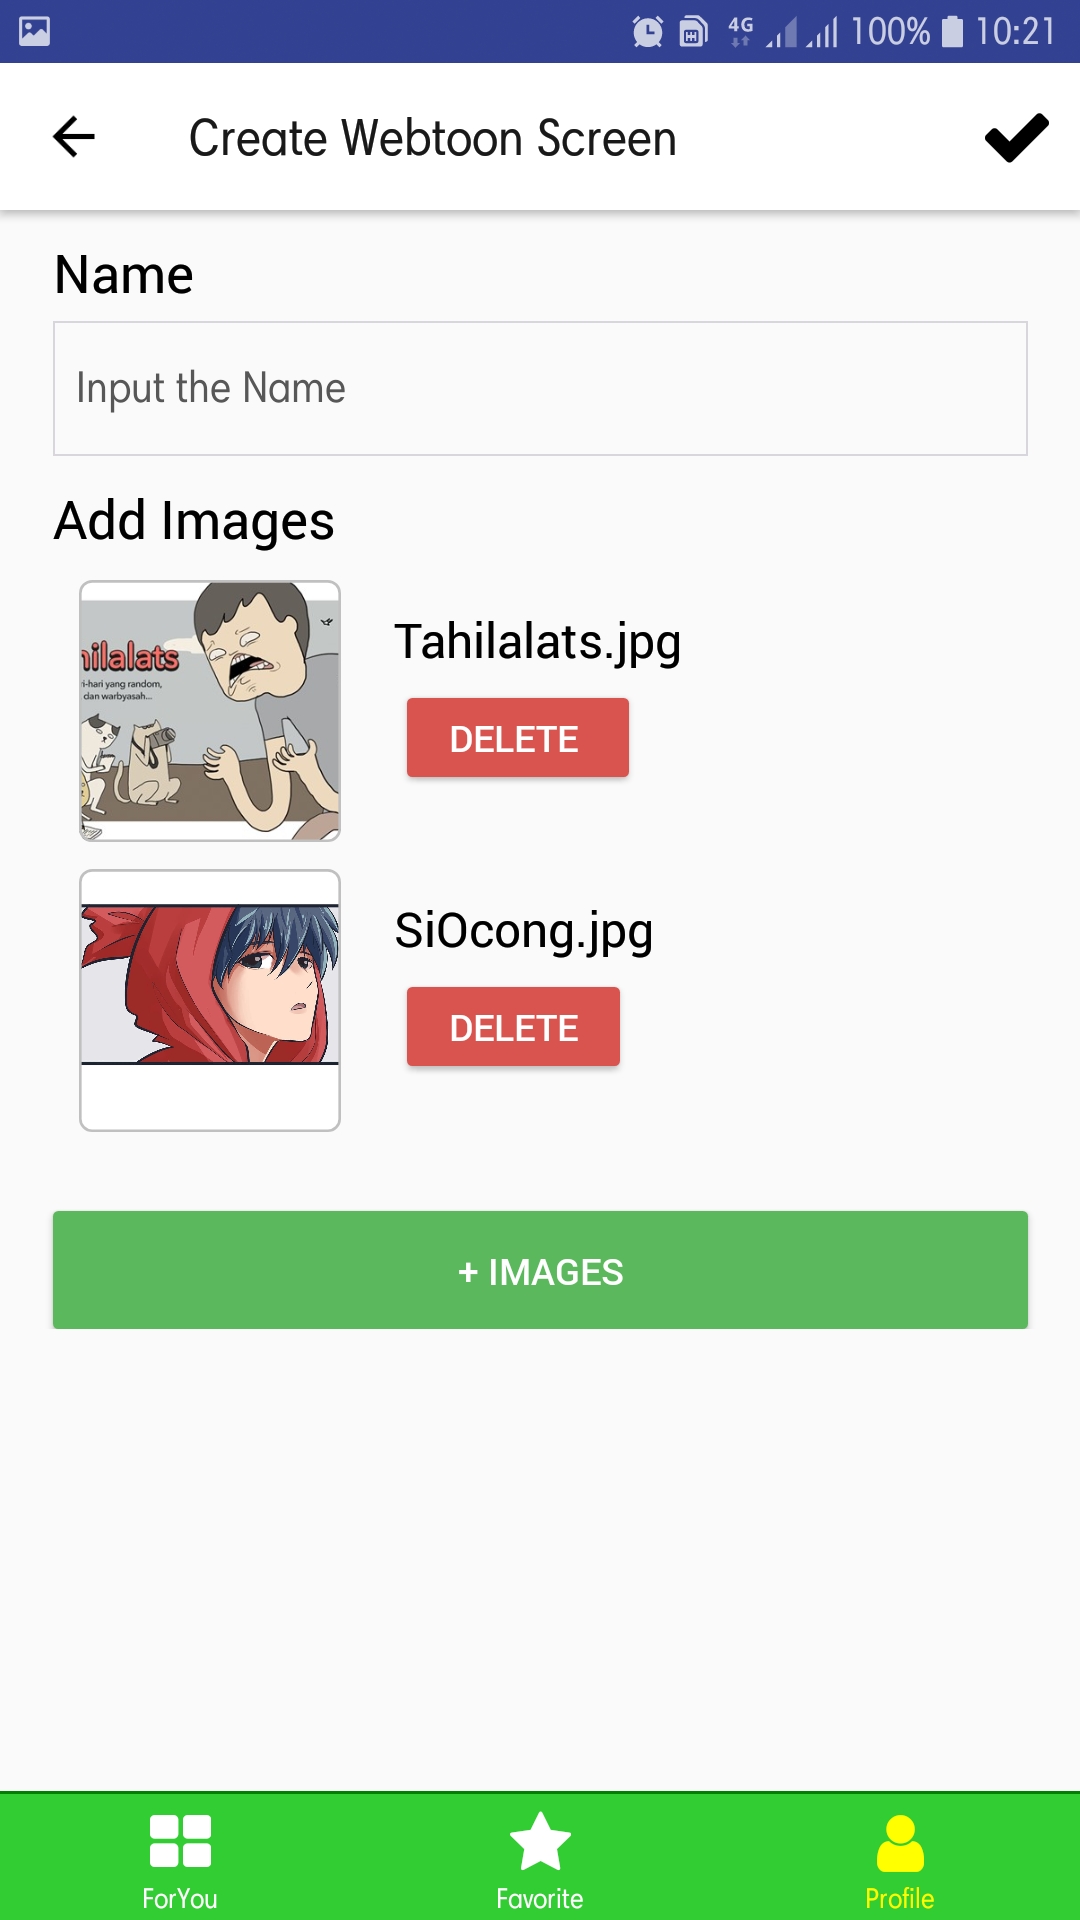 4G 100% 10:21
Create Webtoon Screen
Name
Input the Name
Add Images
hilalats
i-hari yang random,
dan warbyasah...
Tahilalats.jpg
DELETE
SiOcong.jpg
DELETE
+ IMAGES
ForYou Favorite Profile